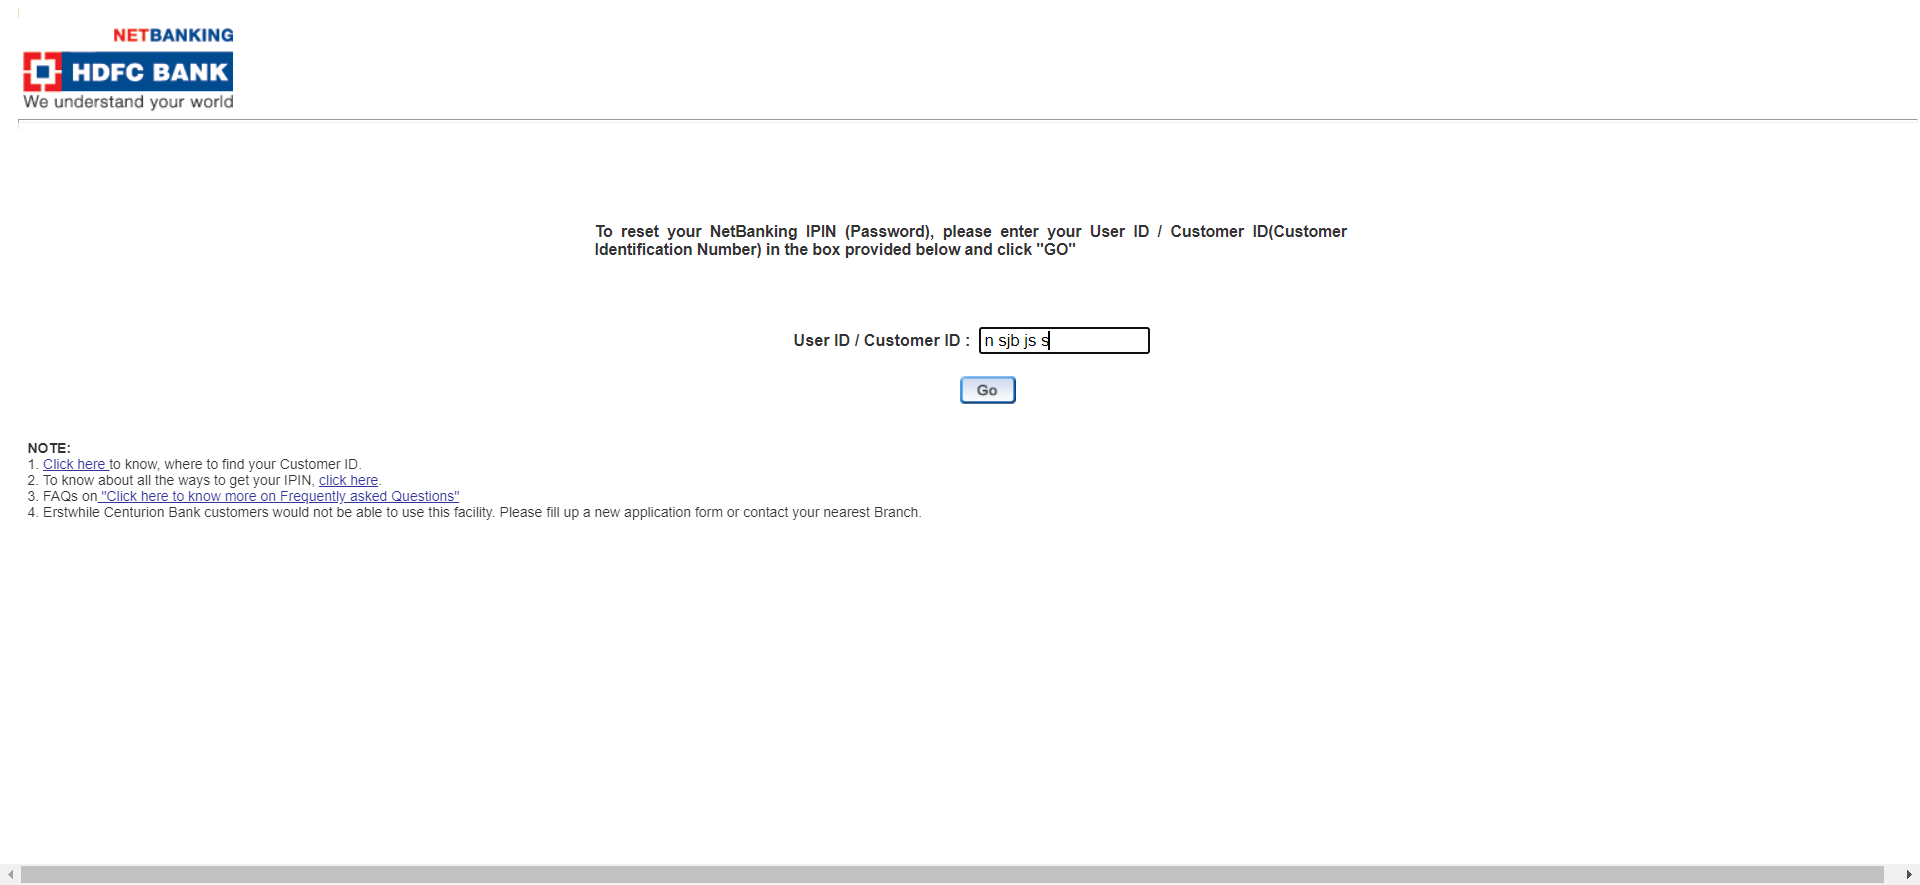 NETBANKING
HDFC BANK
We understand your world
To reset your NetBanking IPIN (Password), please enter your User ID / Customer ID(Customer
Identification Number) in the box provided below and click "GO"
User ID / Customer ID : n sjb js s
Go
NOTE:
1. Click here to know, where to find your Customer ID.
2. To know about all the ways to get your IPIN, click here.
3. FAQs on "Click here to know more on Frequently asked Questions"
4. Erstwhile Centurion Bank customers would not be able to use this facility. Please fill up a new application form or contact your nearest Branch.